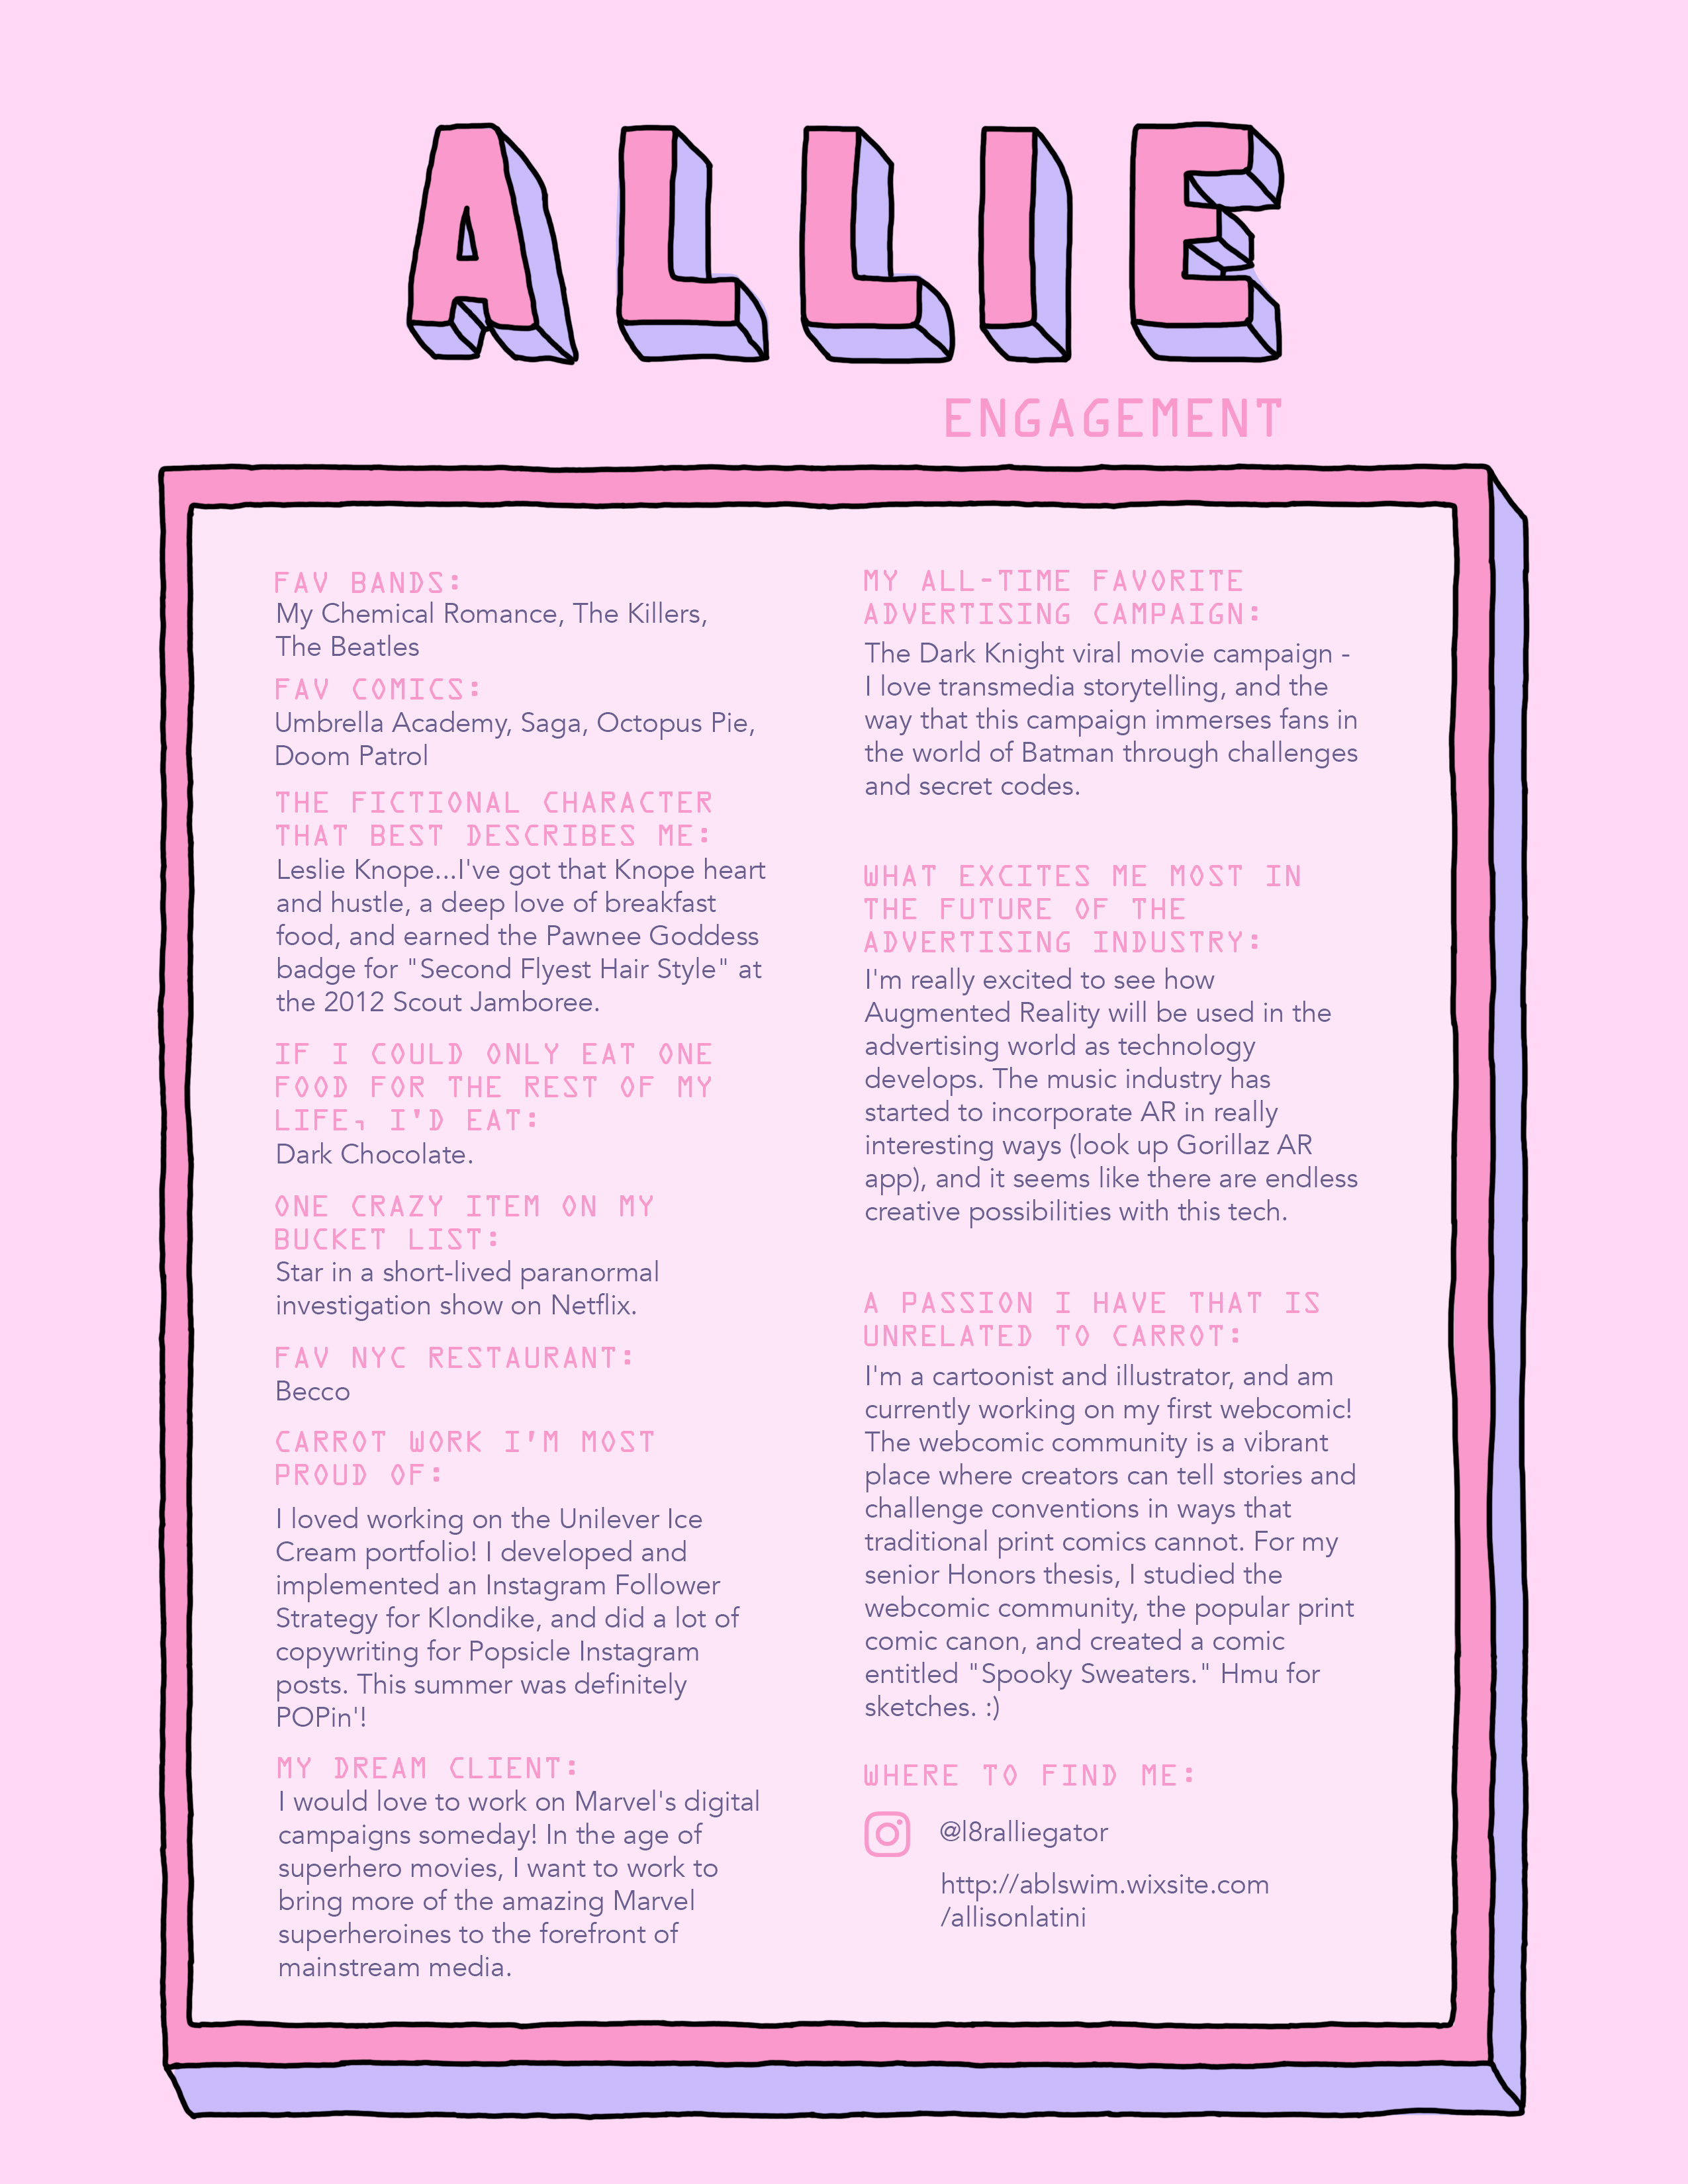 ALLIE
ENGAGEMENT
FAV BANDS:
My Chemical Romance, The Killers,
The Beatles
FAV COMICS:
Umbrella Academy, Saga, Octopus Pie,
Doom Patrol
THE FICTIONAL CHARACTER
THAT BEST DESCRIBES ME:
Leslie Knope...I've got that Knope heart
and hustle, a deep love of breakfast
food, and earned the Pawnee Goddess
badge for "Second Flyest Hair Style" at
the 2012 Scout Jamboree.
IF I COULD ONLY EAT ONE
FOOD FOR THE REST OF MY
LIFE, I'D EAT:
Dark Chocolate.
ONE CRAZY ITEM ON MY
BUCKET LIST:
Star in a short-lived paranormal
investigation show on Netflix.
FAV NYC RESTAURANT:
Becco
CARROT WORK I'M MOST
PROUD OF:
I loved working on the Unilever Ice
Cream portfolio! I developed and
implemented an Instagram Follower
Strategy for Klondike, and did a lot of
copywriting for Popsicle Instagram
posts. This summer was definitely
POPin'!
MY DREAM CLIENT:
I would love to work on Marvel's digital
campaigns someday! In the age of
superhero movies, I want to work to
bring more of the amazing Marvel
superheroines to the forefront of
mainstream media.
MY ALL-TIME FAVORITE
ADVERTISING CAMPAIGN:
The Dark Knight viral movie campaign -
I love transmedia storytelling, and the
way that this campaign immerses fans in
the world of Batman through challenges
and secret codes.
WHAT EXCITES ME MOST IN
THE FUTURE OF THE
ADVERTISING INDUSTRY:
I'm really excited to see how
Augmented Reality will be used in the
advertising world as technology
develops. The music industry has
started to incorporate AR in really
interesting ways (look up Gorillaz AR
app), and it seems like there are endless
creative possibilities with this tech.
A PASSION I HAVE THAT IS
UNRELATED TO CARROT:
I'm a cartoonist and illustrator, and am
currently working on my first webcomic!
The webcomic community is a vibrant
place where creators can tell stories and
challenge conventions in ways that
traditional print comics cannot. For my
senior Honors thesis, I studied the
webcomic community, the popular print
comic canon, and created a comic
entitled "Spooky Sweaters." Hmu for
sketches. :)
WHERE TO FIND ME:
@l8ralliegator
http://ablswim.wixsite.com
/allisonlatini